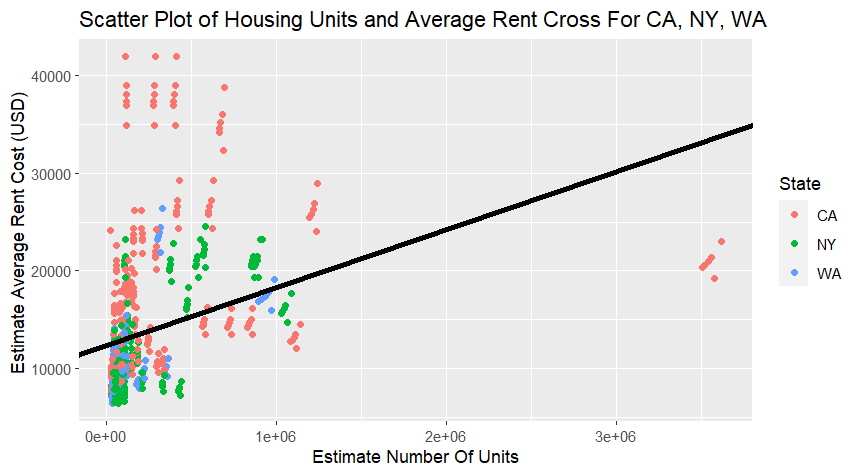 Scatter Plot of Housing Units and Average Rent Cross For CA, NY, WA
Estimate Average Rent Cost (USD)
40000
30000
20000
10000
0e+00
1e+06
2e+06
3e+06
Estimate Number Of Units
State
CA
NY
WA